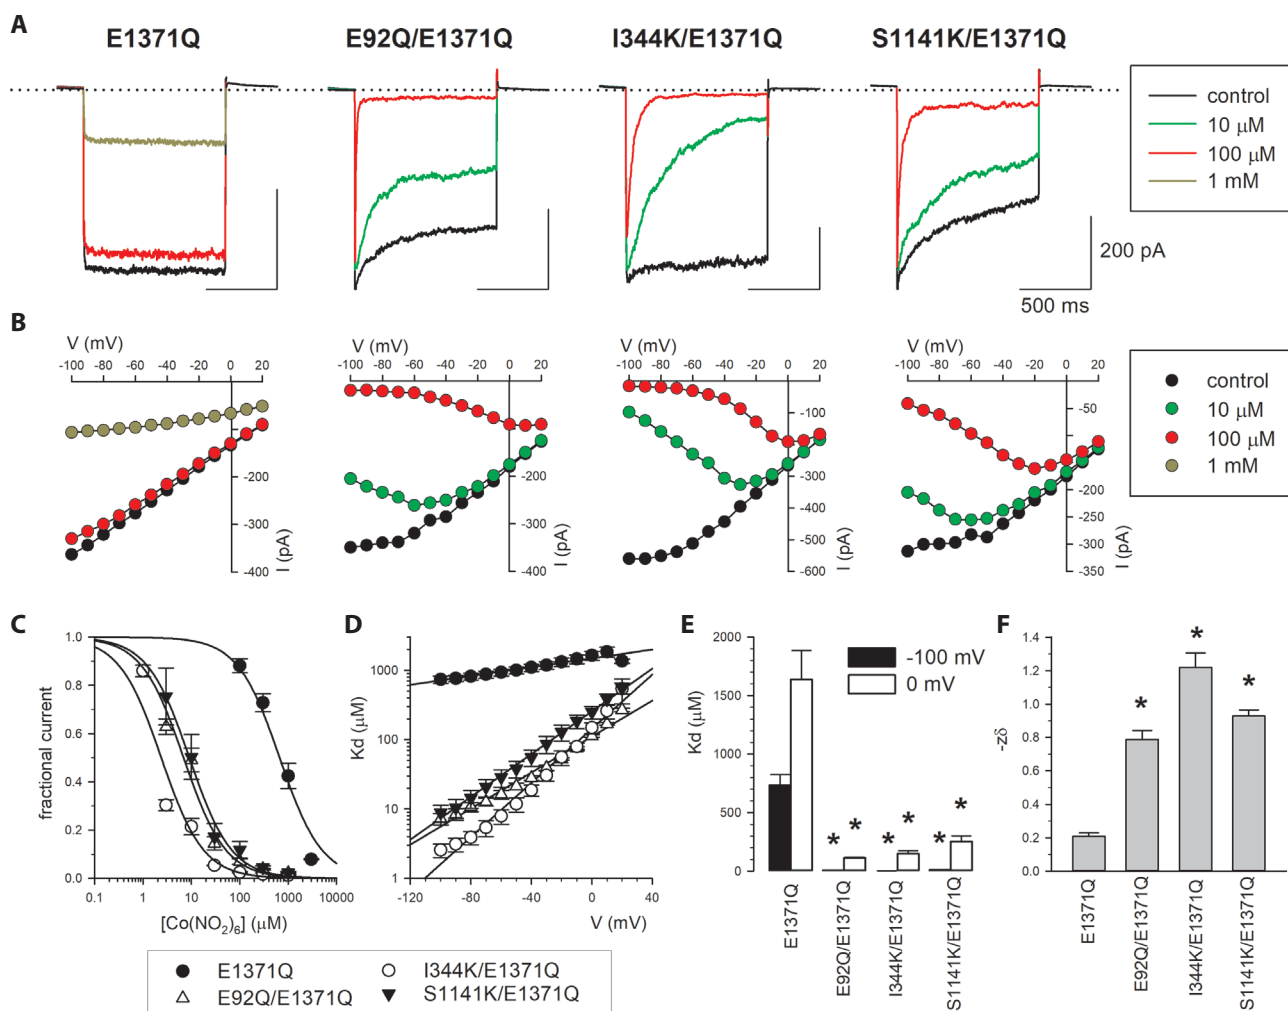 A
E1371Q
E92Q/E1371Q
I344K/E1371Q
S1141K/E1371Q
control
10 μM
100 μM
1 mM
200 pA
500 ms
B
V (mV)
-100 -80 -60 -40 -20 0 20
-200
-300
-400
I (pA)
V (mV)
-100 -80 -60 -40 -20 0 20
-200
-300
-400
I (pA)
V (mV)
-100 -80 -60 -40 -20 0 20
-100
-300
-400
-500
-600
I (pA)
V (mV)
-100 -80 -60 -40 -20 0 20
-50
-200
-250
-300
-350
I (pA)
control
10 μM
100 μM
1 mM
C
fractional current
1.0
0.8
0.6
0.4
0.2
0.0
0.1 1 10 100 1000 10000
[Co(NO2)6] (μM)
D
Kd (μM)
1000
100
10
1
-120 -80 -40 0 40
V (mV)
E
Kd (μM)
2000
1500
1000
500
0
-100 mV
0 mV
* * * * * *
E1371Q
E92Q/E1371Q
I344K/E1371Q
S1141K/E1371Q
F
-zδ
1.4
1.2
1.0
0.8
0.6
0.4
0.2
0.0
* * *
E1371Q
E92Q/E1371Q
I344K/E1371Q
S1141K/E1371Q
E1371Q
I344K/E1371Q
E92Q/E1371Q
S1141K/E1371Q